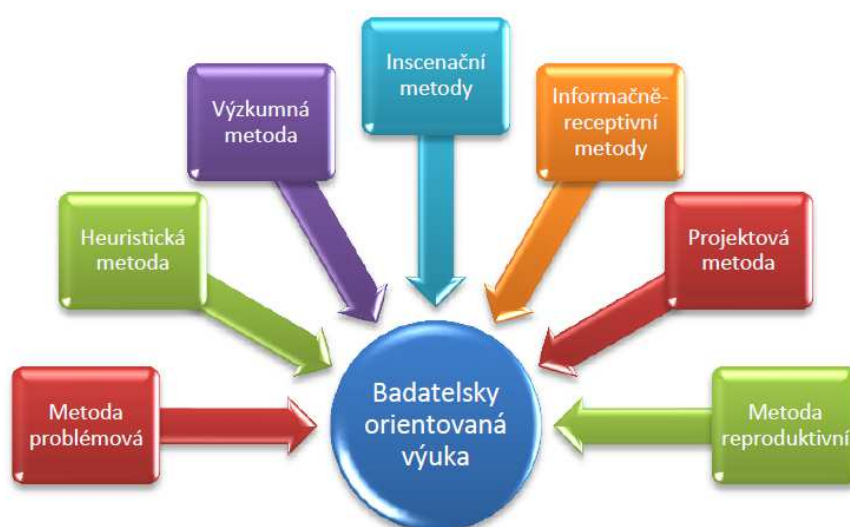 Inscenační
metody
Výzkumná
metoda
Informačně-
receptivní
metody
Heuristická
metoda
Projektová
metoda
Metoda
problémová
Badatelsky
orientovaná
výuka
Metoda
reproduktivní